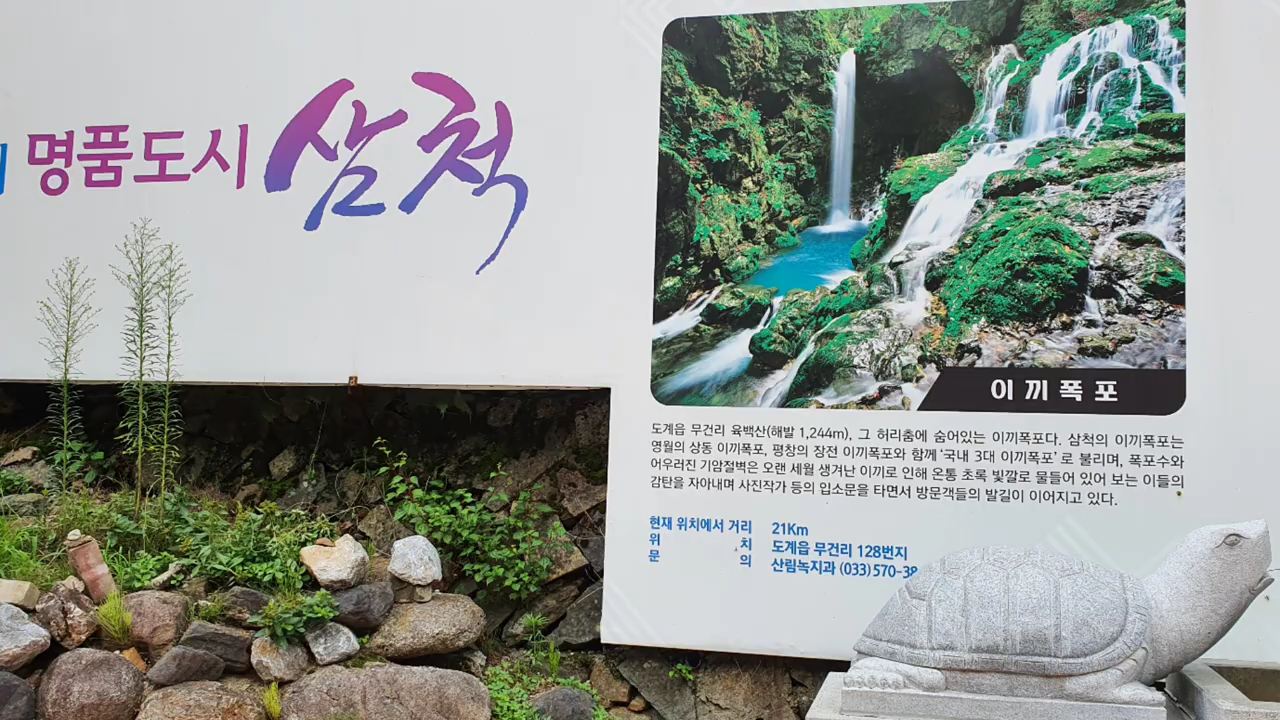 명품도시 삼척
이끼폭포
도계읍 무건리 육백산(해발 1,244m), 그 허리춤에 숨어있는 이끼폭포다. 삼척의 이끼폭포는
영월의 상동 이끼폭포, 평창의 장전 이끼폭포와 함께 '국내 3대 이끼폭포' 로 불리며, 폭포수와
어우러진 기암절벽은 오랜 세월 생겨난 이끼로 인해 온통 초록 빛깔로 물들어 있어 보는 이들의
감탄을 자아내며 사진작가 등의 입소문을 타면서 방문객들의 발길이 이어지고 있다.
현재 위치에서 거리 21Km
위 치 도계읍 무건리 128번지
문 의 산림녹지과 (033)570-38